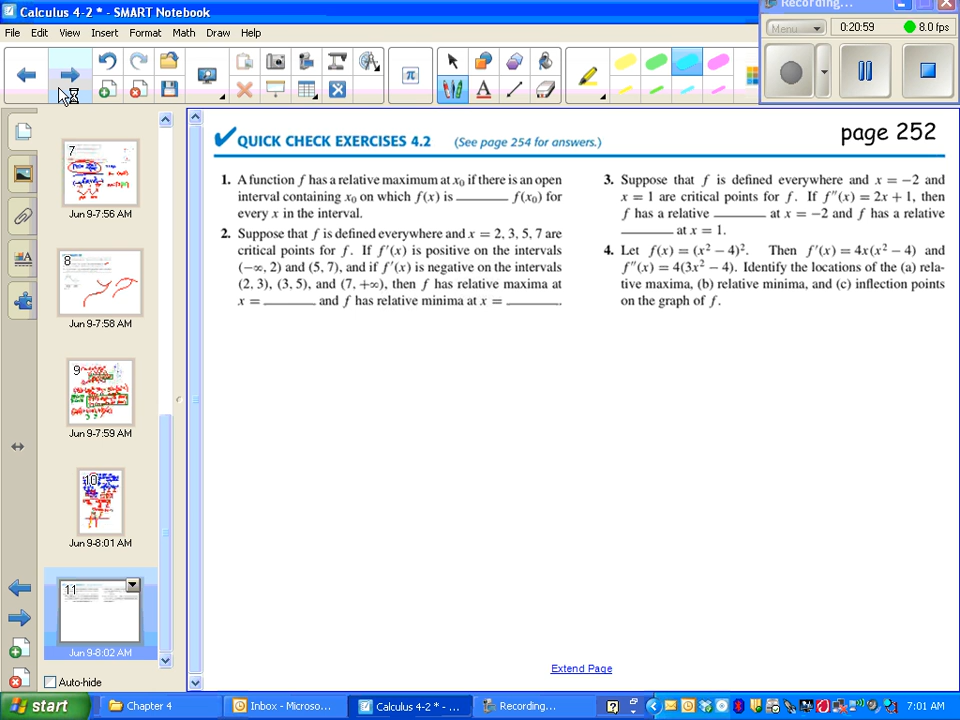 Calculus 4-2 * - SMART Notebook
Recording...
File Edit View Insert Format Math Draw Help
Menu 0:20:59 8.0 fps
π
A
7
Jun 9-7:56 AM
8
Jun 9-7:58 AM
9
Jun 9-7:59 AM
10
Jun 9-8:01 AM
11
Jun 9-8:02 AM
Auto-hide
QUICK CHECK EXERCISES 4.2 (See page 254 for answers.)
page 252
1. A function f has a relative maximum at x₀ if there is an open
interval containing x₀ on which f(x) is ________ f(x₀) for
every x in the interval.
2. Suppose that f is defined everywhere and x = 2, 3, 5, 7 are
critical points for f. If f′(x) is positive on the intervals
(−∞, 2) and (5, 7), and if f′(x) is negative on the intervals
(2, 3), (3, 5), and (7, +∞), then f has relative maxima at
x = ________ and f has relative minima at x = ________.
3. Suppose that f is defined everywhere and x = −2 and
x = 1 are critical points for f. If f″(x) = 2x + 1, then
f has a relative ________ at x = −2 and f has a relative
________ at x = 1.
4. Let f(x) = (x² − 4)². Then f′(x) = 4x(x² − 4) and
f″(x) = 4(3x² − 4). Identify the locations of the (a) rela-
tive maxima, (b) relative minima, and (c) inflection points
on the graph of f.
Extend Page
start Chapter 4 Inbox - Microso... Calculus 4-2 * - ... Recording... 7:01 AM